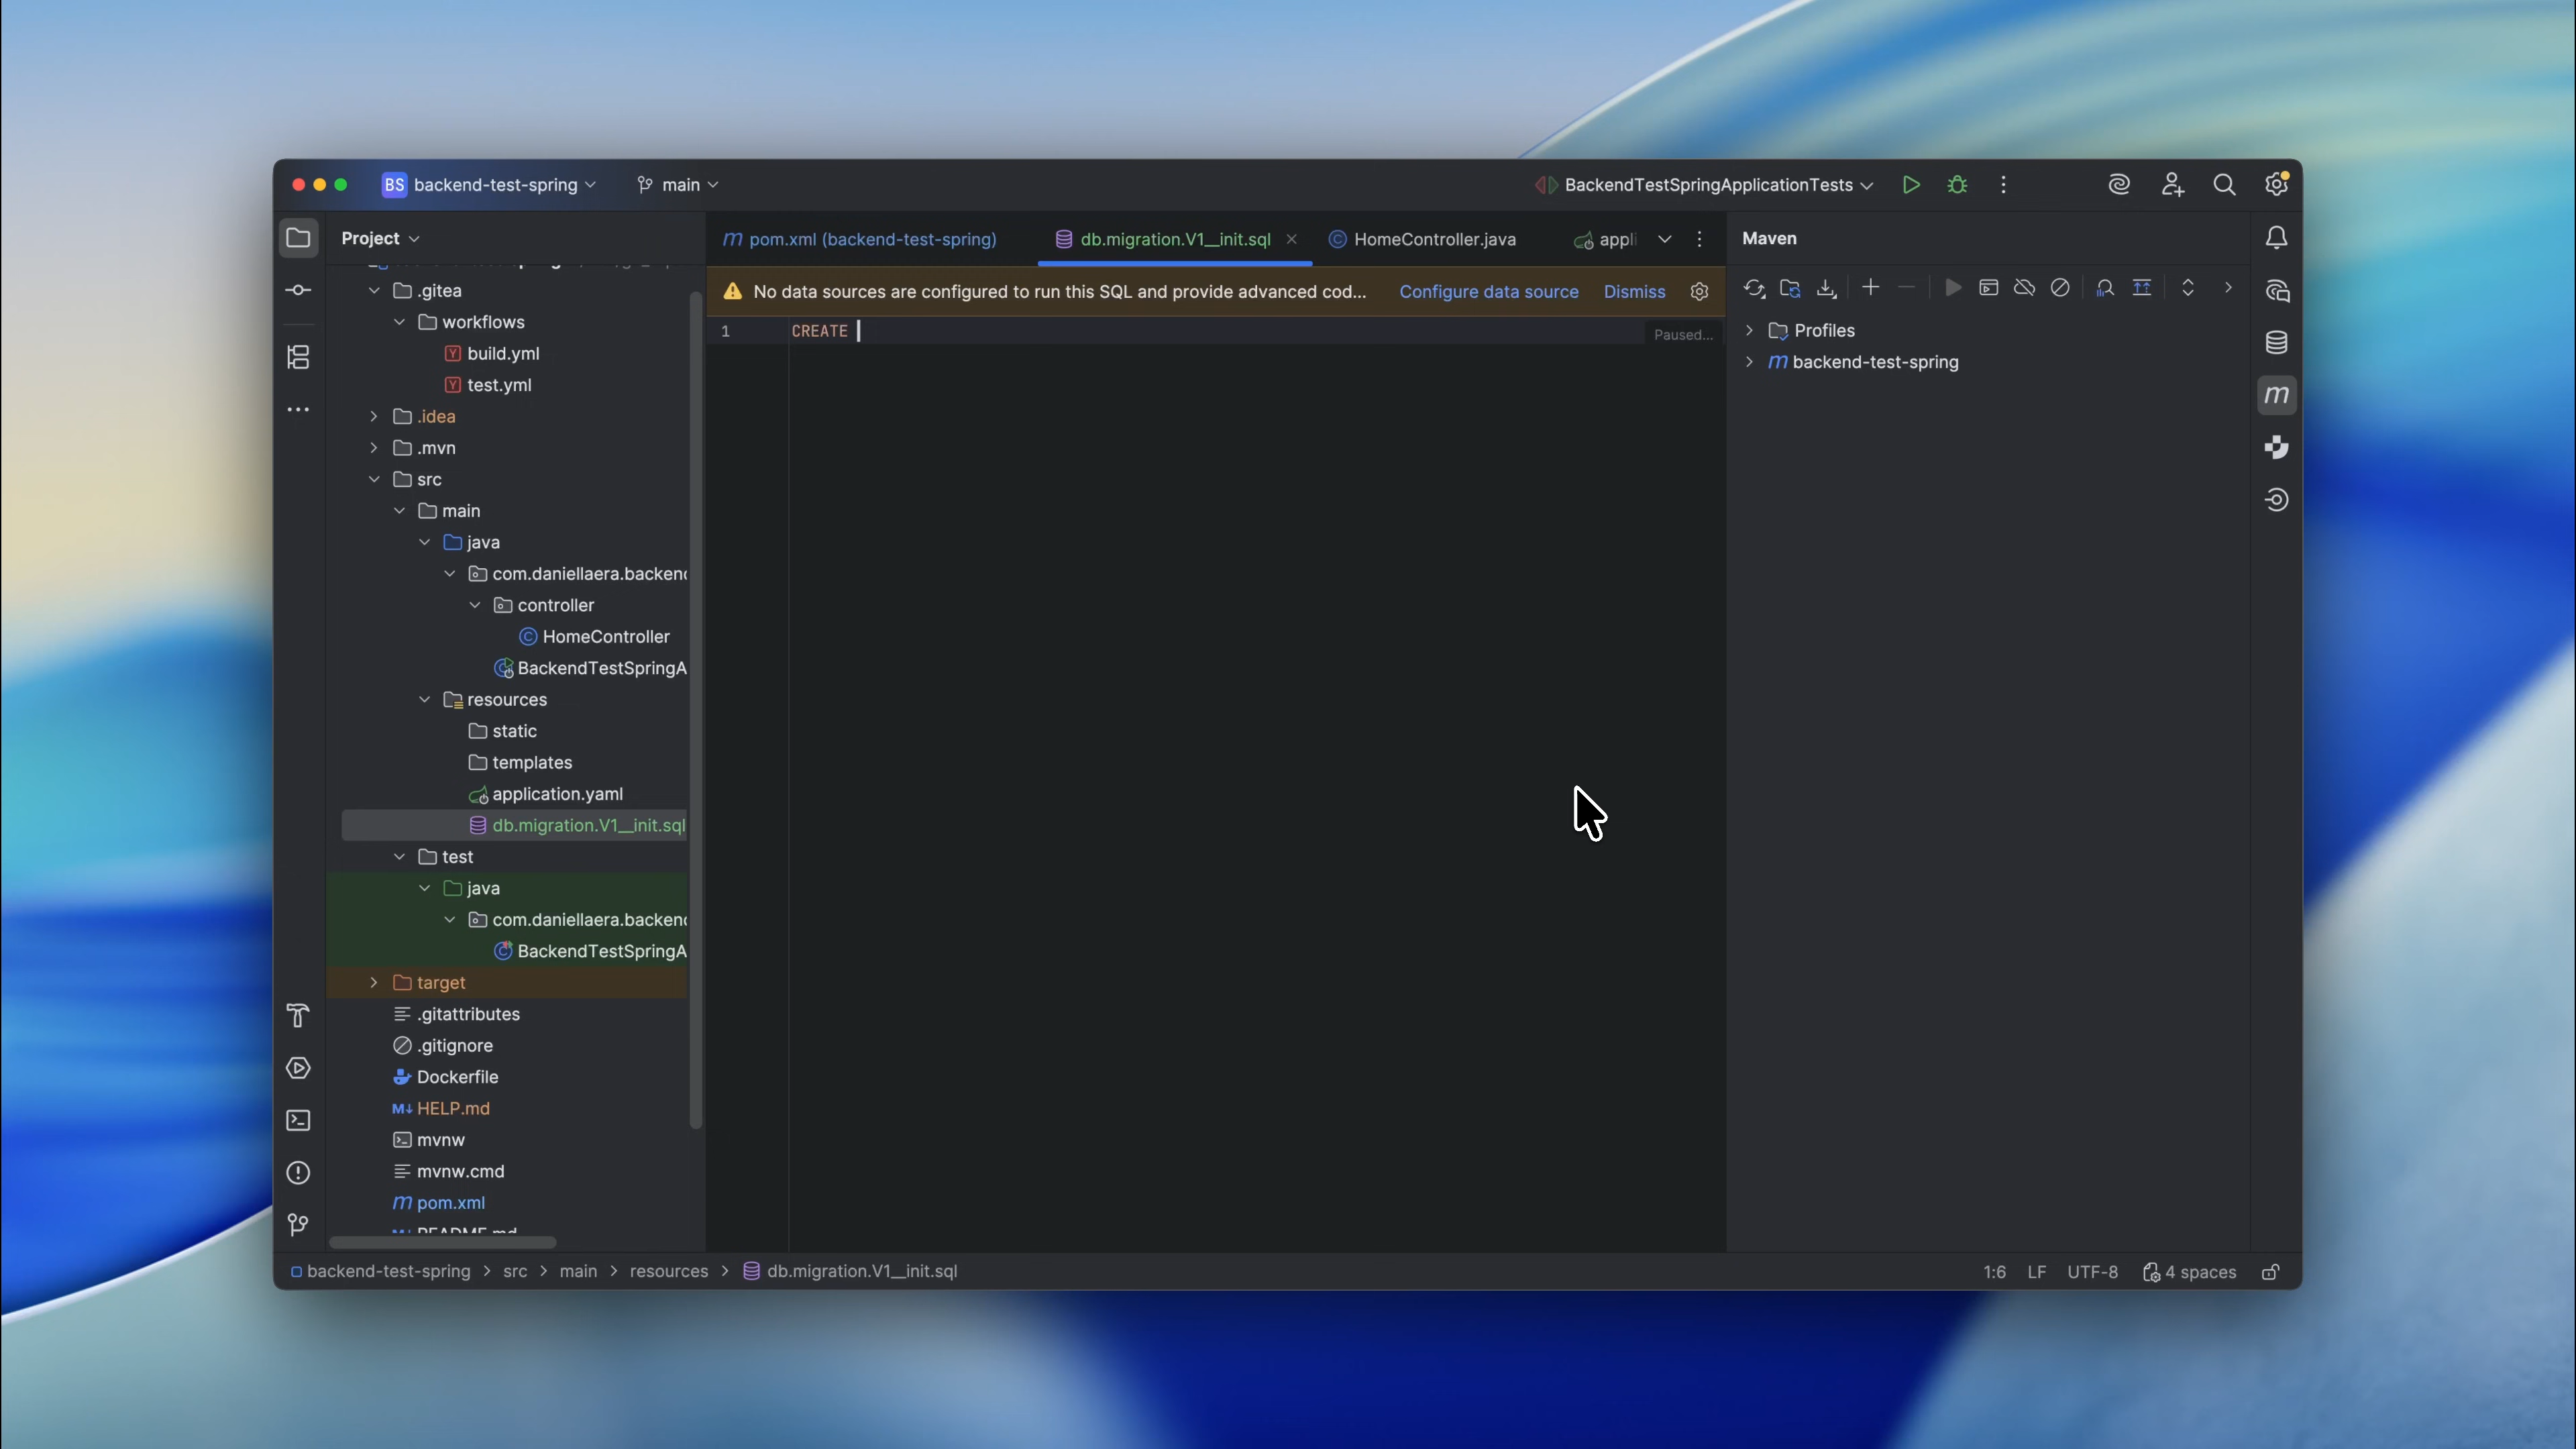 BS backend-test-spring
main
BackendTestSpringApplicationTests
Project
.gitea
workflows
build.yml
test.yml
.idea
.mvn
src
main
java
com.daniellaera.backend
controller
HomeController
BackendTestSpringA
resources
static
templates
application.yaml
db.migration.V1__init.sql
test
java
com.daniellaera.backend
BackendTestSpringA
target
.gitattributes
.gitignore
Dockerfile
HELP.md
mvnw
mvnw.cmd
pom.xml
README.md
pom.xml (backend-test-spring)
db.migration.V1__init.sql
HomeController.java
appli
No data sources are configured to run this SQL and provide advanced cod...
Configure data source
Dismiss
1 CREATE
Paused...
Maven
Profiles
backend-test-spring
backend-test-spring > src > main > resources > db.migration.V1__init.sql
1:6 LF UTF-8 4 spaces